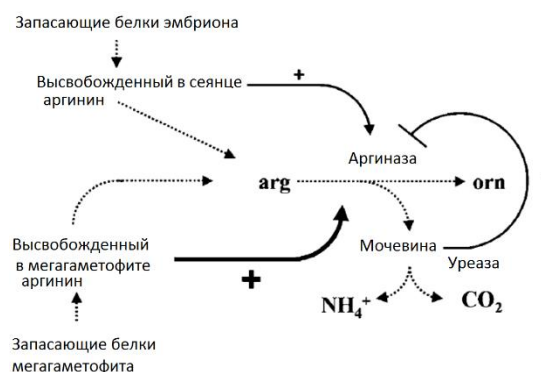 Запасающие белки эмбриона
Высвобожденный в сеянце
аргинин
+
Аргиназа
arg
orn
Высвобожденный
в мегагаметофите
аргинин
+
Мочевина
Уреаза
NH₄⁺
CO₂
Запасающие белки
мегагаметофита